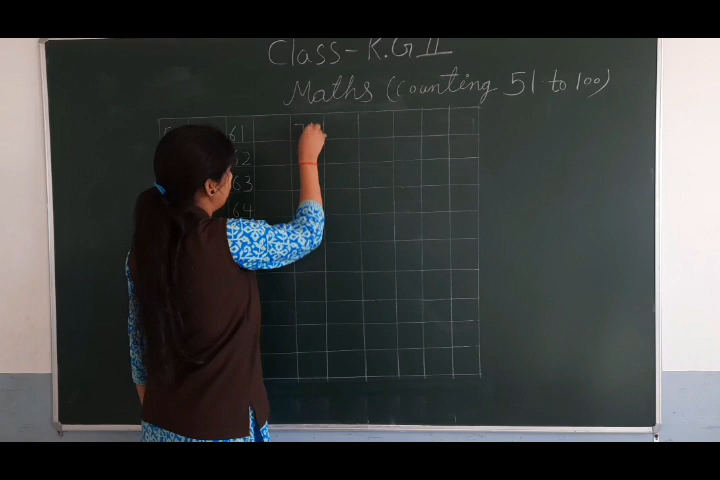 Class - K.G II
Maths (counting 51 to 100)
61
62
63
64